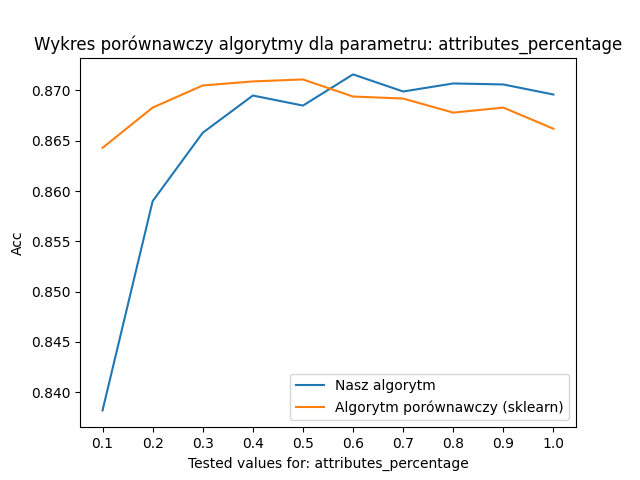 Wykres porównawczy algorytmy dla parametru: attributes_percentage
0.870
0.865
0.860
0.855
0.850
0.845
0.840
Acc
Nasz algorytm
Algorytm porównawczy (sklearn)
0.1 0.2 0.3 0.4 0.5 0.6 0.7 0.8 0.9 1.0
Tested values for: attributes_percentage